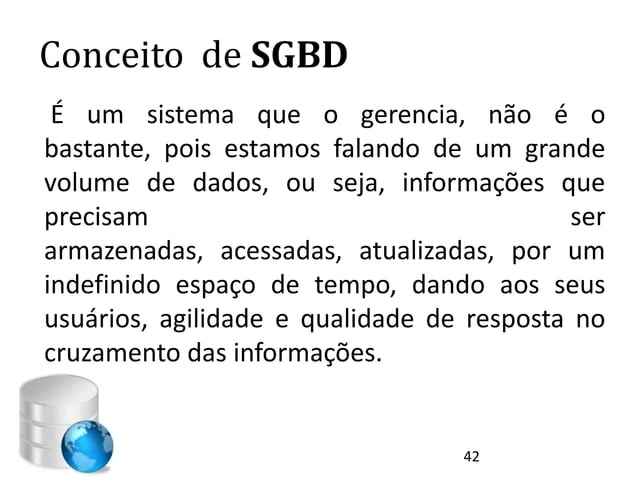 Conceito de SGBD
É um sistema que o gerencia, não é o
bastante, pois estamos falando de um grande
volume de dados, ou seja, informações que
precisam ser
armazenadas, acessadas, atualizadas, por um
indefinido espaço de tempo, dando aos seus
usuários, agilidade e qualidade de resposta no
cruzamento das informações.
42